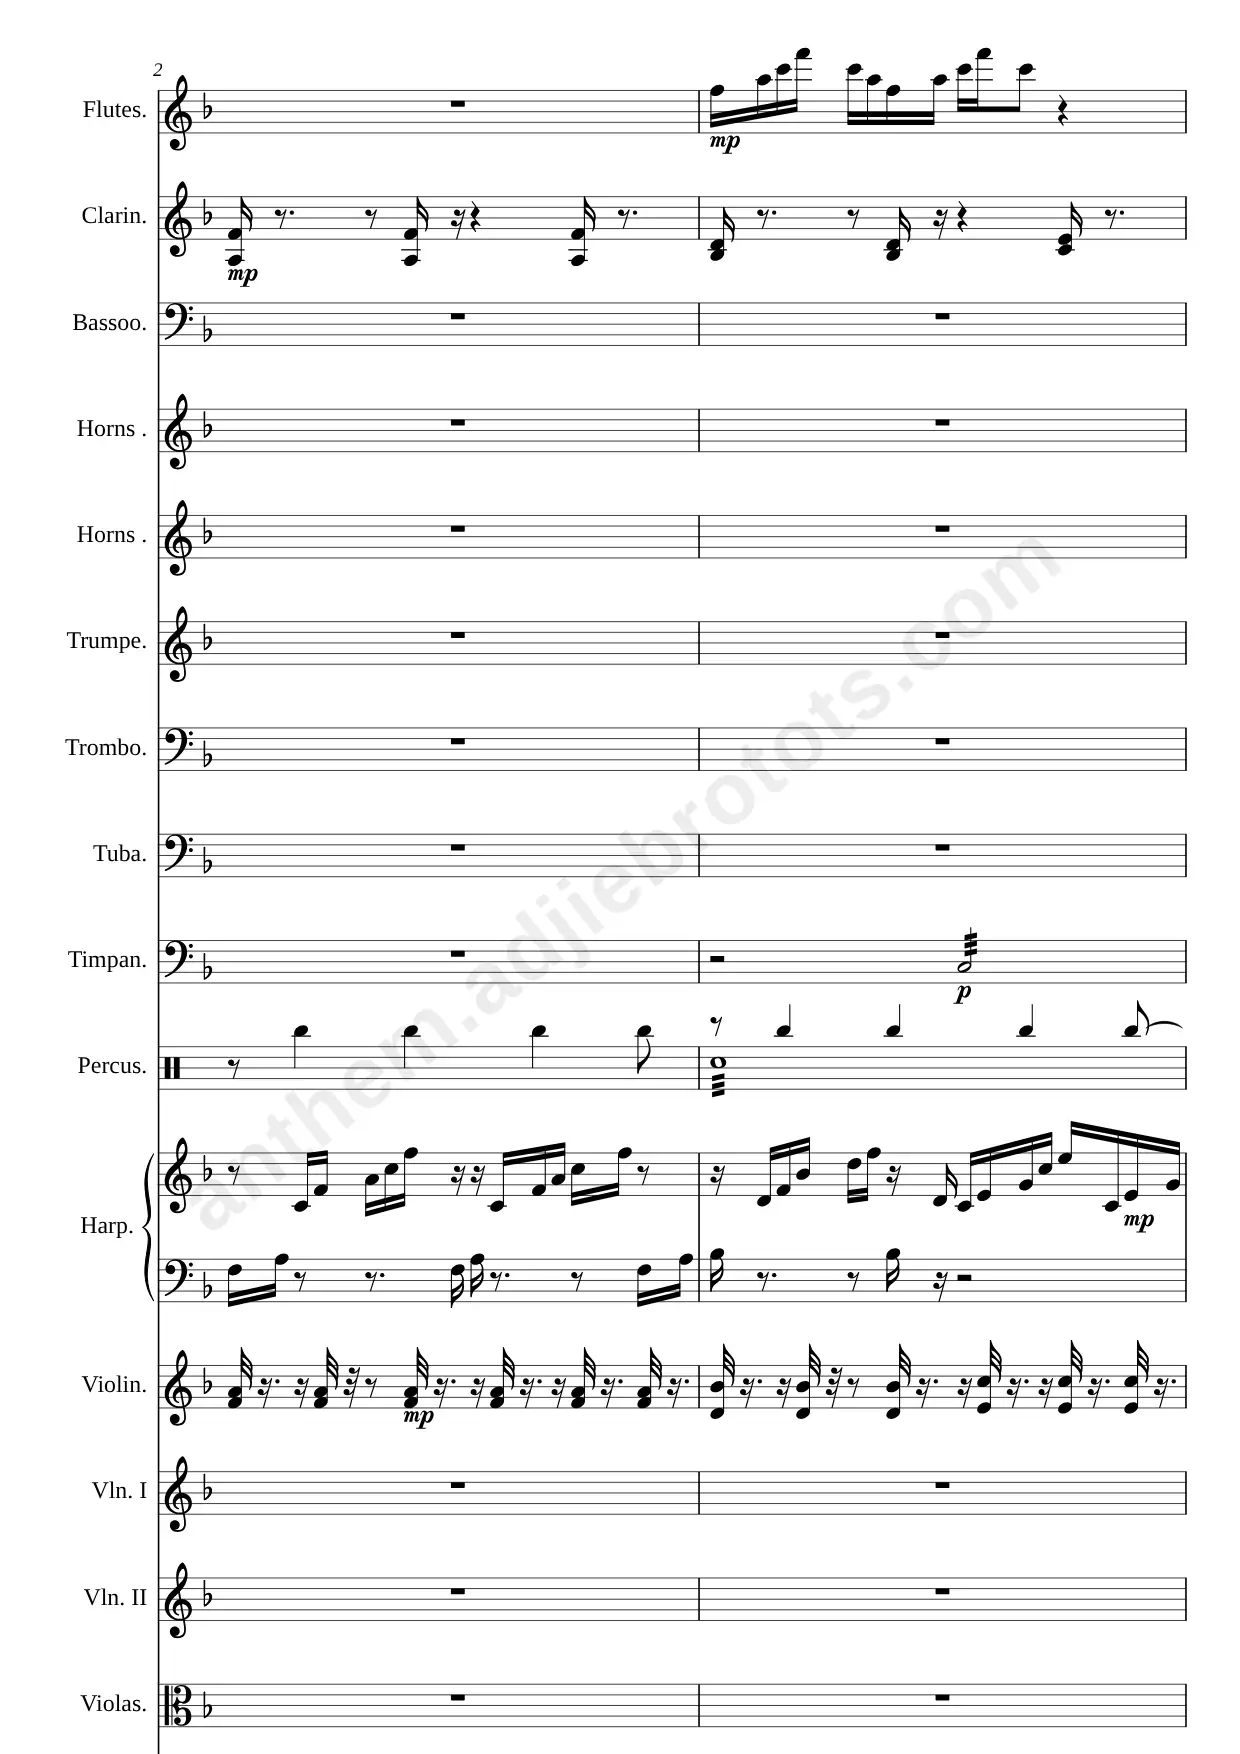 2
Flutes.
mp
Clarin.
mp
Bassoo.
Horns .
Horns .
Trumpe.
Trombo.
Tuba.
Timpan.
p
Percus.
Harp.
mp
Violin.
mp
Vln. I
Vln. II
Violas.
anthem.adjiebrotots.com